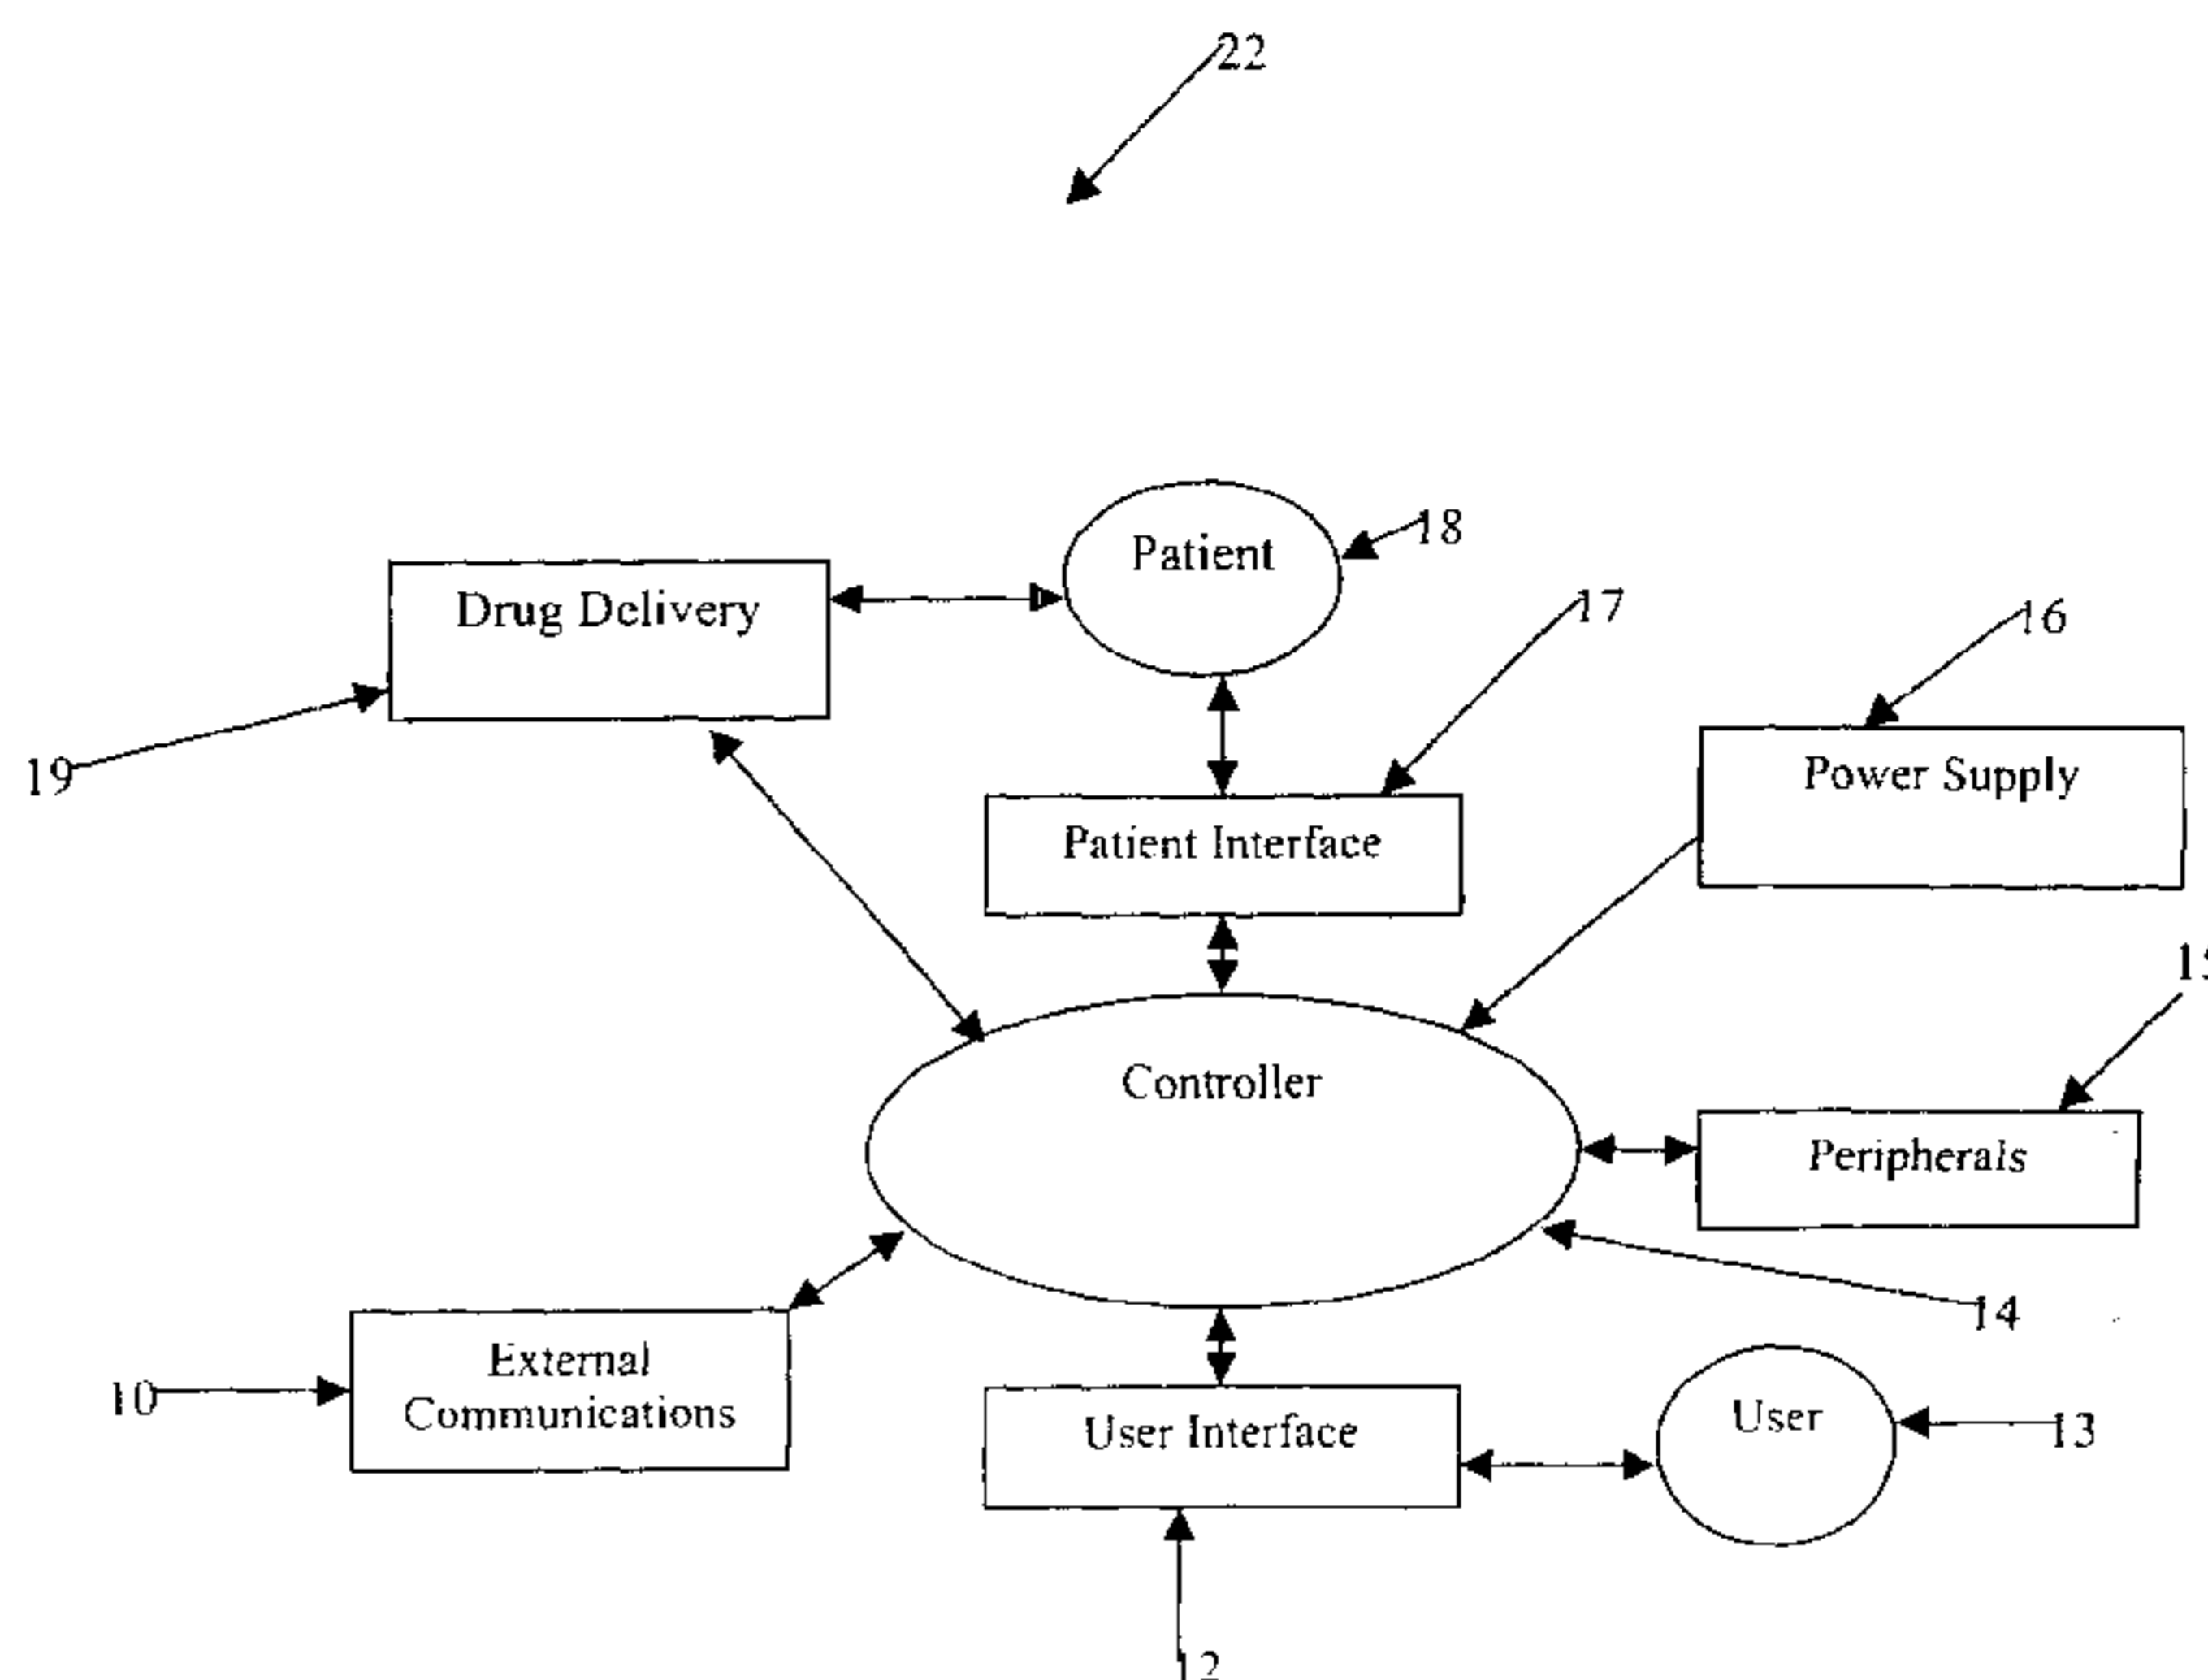 22
Patient
18
Drug Delivery
17
16
Power Supply
19
Patient Interface
15
Controller
Peripherals
14
External
Communications
10
User Interface
User
13
12